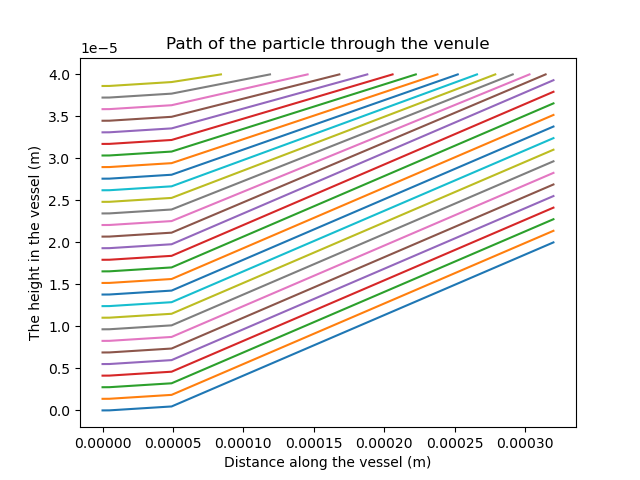 Path of the particle through the venule
1e−5
4.0
3.5
3.0
2.5
2.0
1.5
1.0
0.5
0.0
The height in the vessel (m)
0.00000 0.00005 0.00010 0.00015 0.00020 0.00025 0.00030
Distance along the vessel (m)